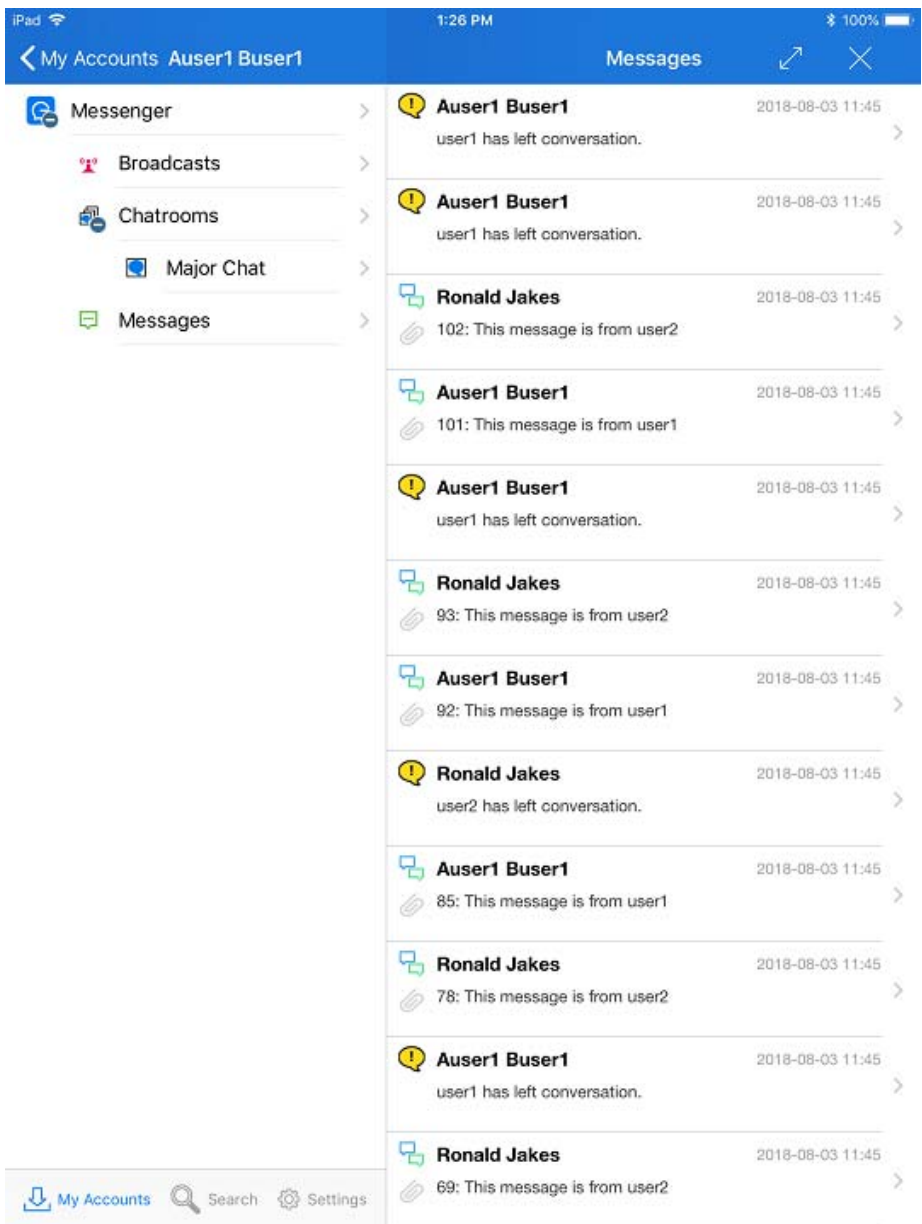 iPad 1:26 PM 100%
My Accounts Auser1 Buser1 Messages
Messenger
Broadcasts
Chatrooms
Major Chat
Messages
Auser1 Buser1 2018-08-03 11:45
user1 has left conversation.
Auser1 Buser1 2018-08-03 11:45
user1 has left conversation.
Ronald Jakes 2018-08-03 11:45
102: This message is from user2
Auser1 Buser1 2018-08-03 11:45
101: This message is from user1
Auser1 Buser1 2018-08-03 11:45
user1 has left conversation.
Ronald Jakes 2018-08-03 11:45
93: This message is from user2
Auser1 Buser1 2018-08-03 11:45
92: This message is from user1
Ronald Jakes 2018-08-03 11:45
user2 has left conversation.
Auser1 Buser1 2018-08-03 11:45
85: This message is from user1
Ronald Jakes 2018-08-03 11:45
78: This message is from user2
Auser1 Buser1 2018-08-03 11:45
user1 has left conversation.
Ronald Jakes 2018-08-03 11:45
69: This message is from user2
My Accounts Search Settings